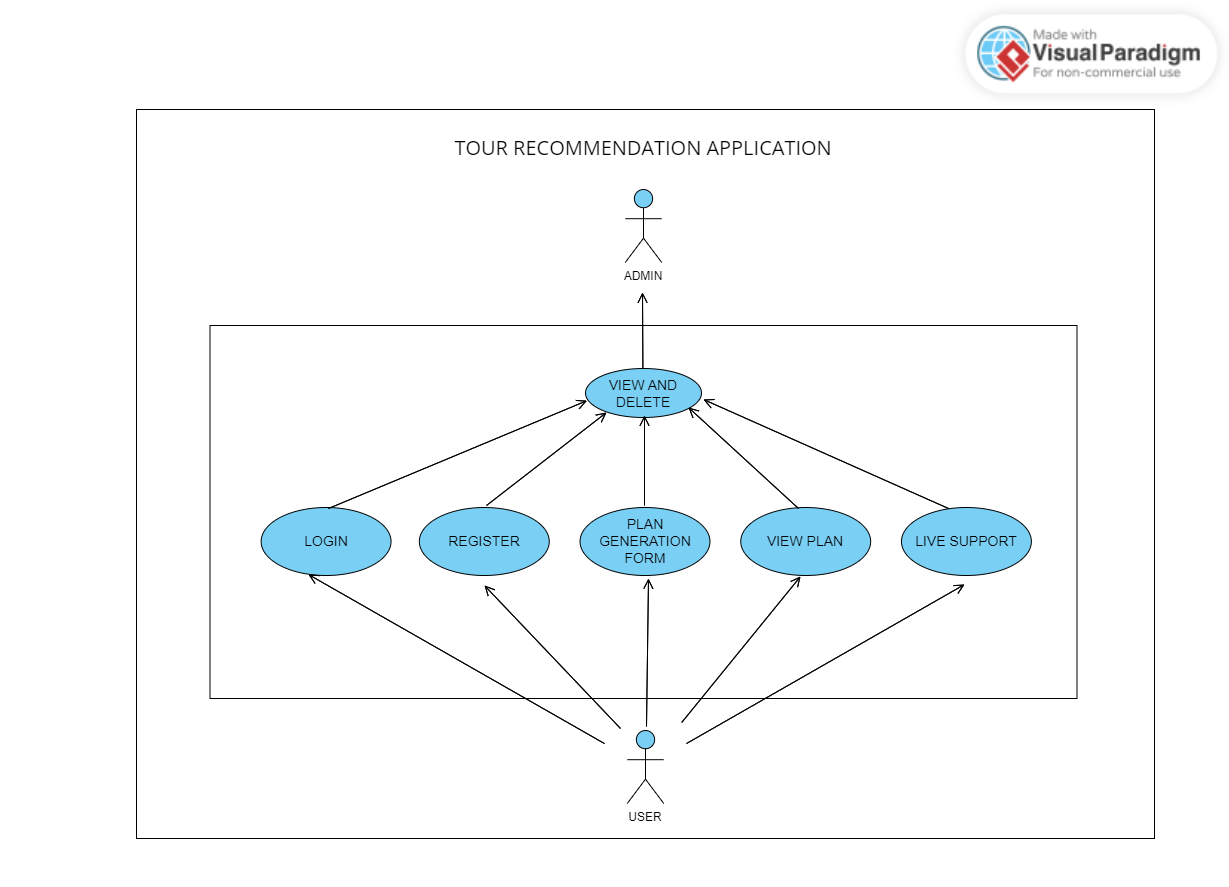 Made with
Visual Paradigm
For non-commercial use
TOUR RECOMMENDATION APPLICATION
ADMIN
VIEW AND
DELETE
LOGIN
REGISTER
PLAN
GENERATION
FORM
VIEW PLAN
LIVE SUPPORT
USER